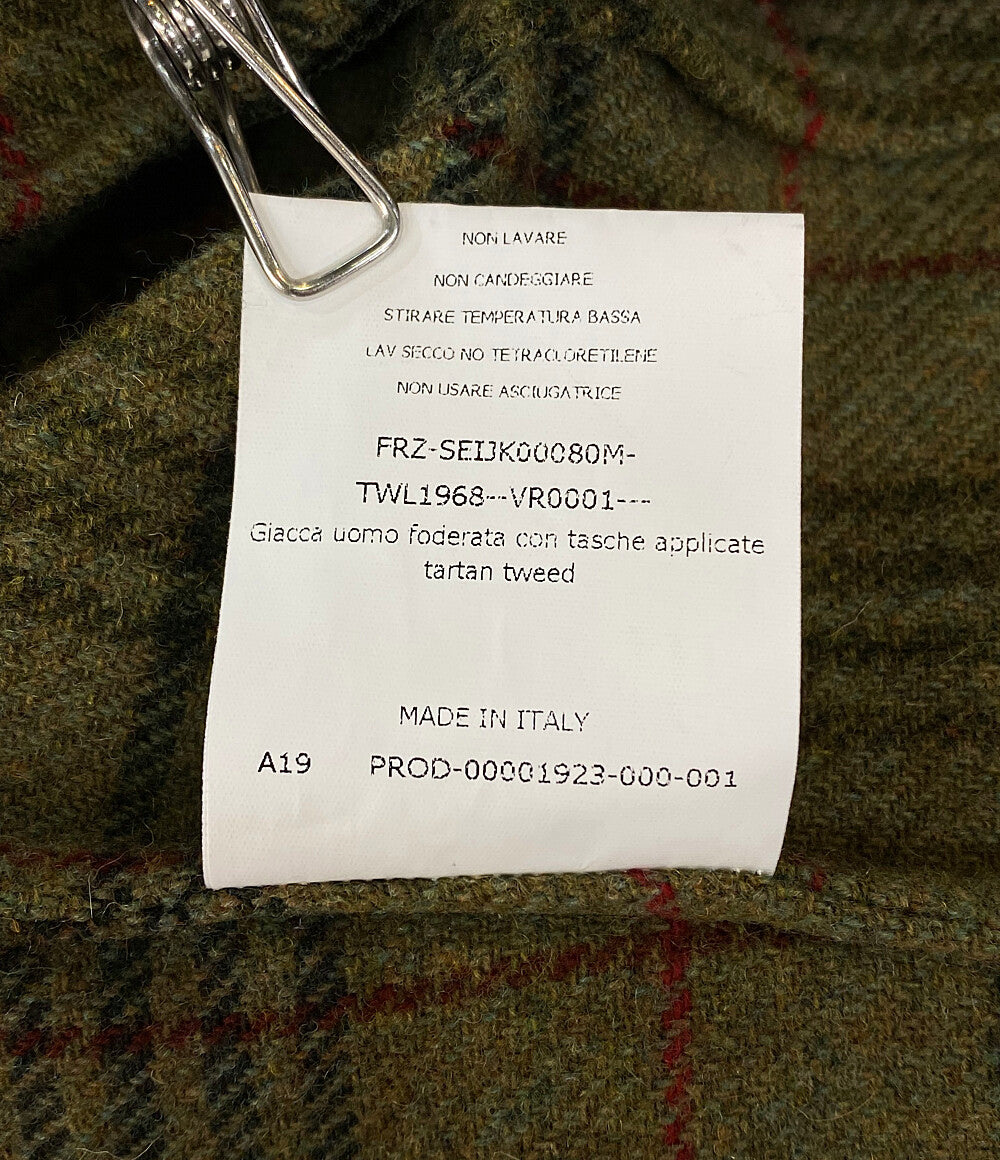 NON LAVARE
NON CANDEGGIARE
STIRARE TEMPERATURA BASSA
LAV SECCO NO TETRACLORETILENE
NON USARE ASCIUGATRICE
FRZ-SEIJK00080M-
TWL1968--VR0001---
Giacca uomo foderata con tasche applicate
tartan tweed
MADE IN ITALY
A19 PROD-00001923-000-001